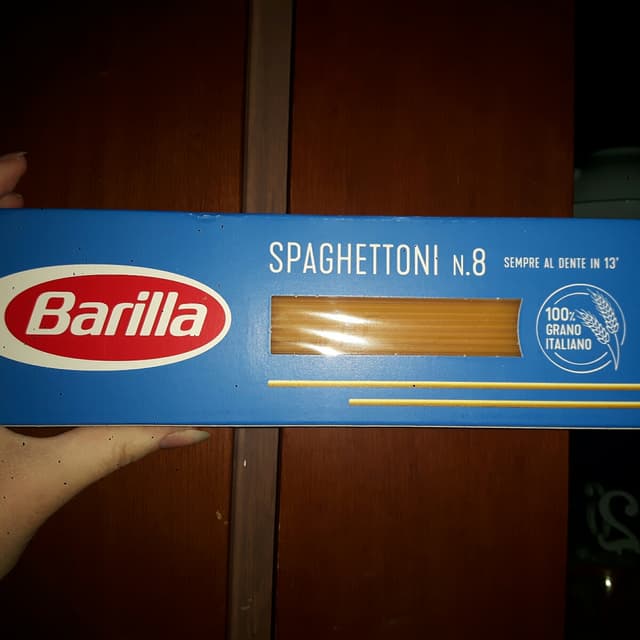 Barilla
SPAGHETTONI N.8
SEMPRE AL DENTE IN 13'
100%
GRANO
ITALIANO